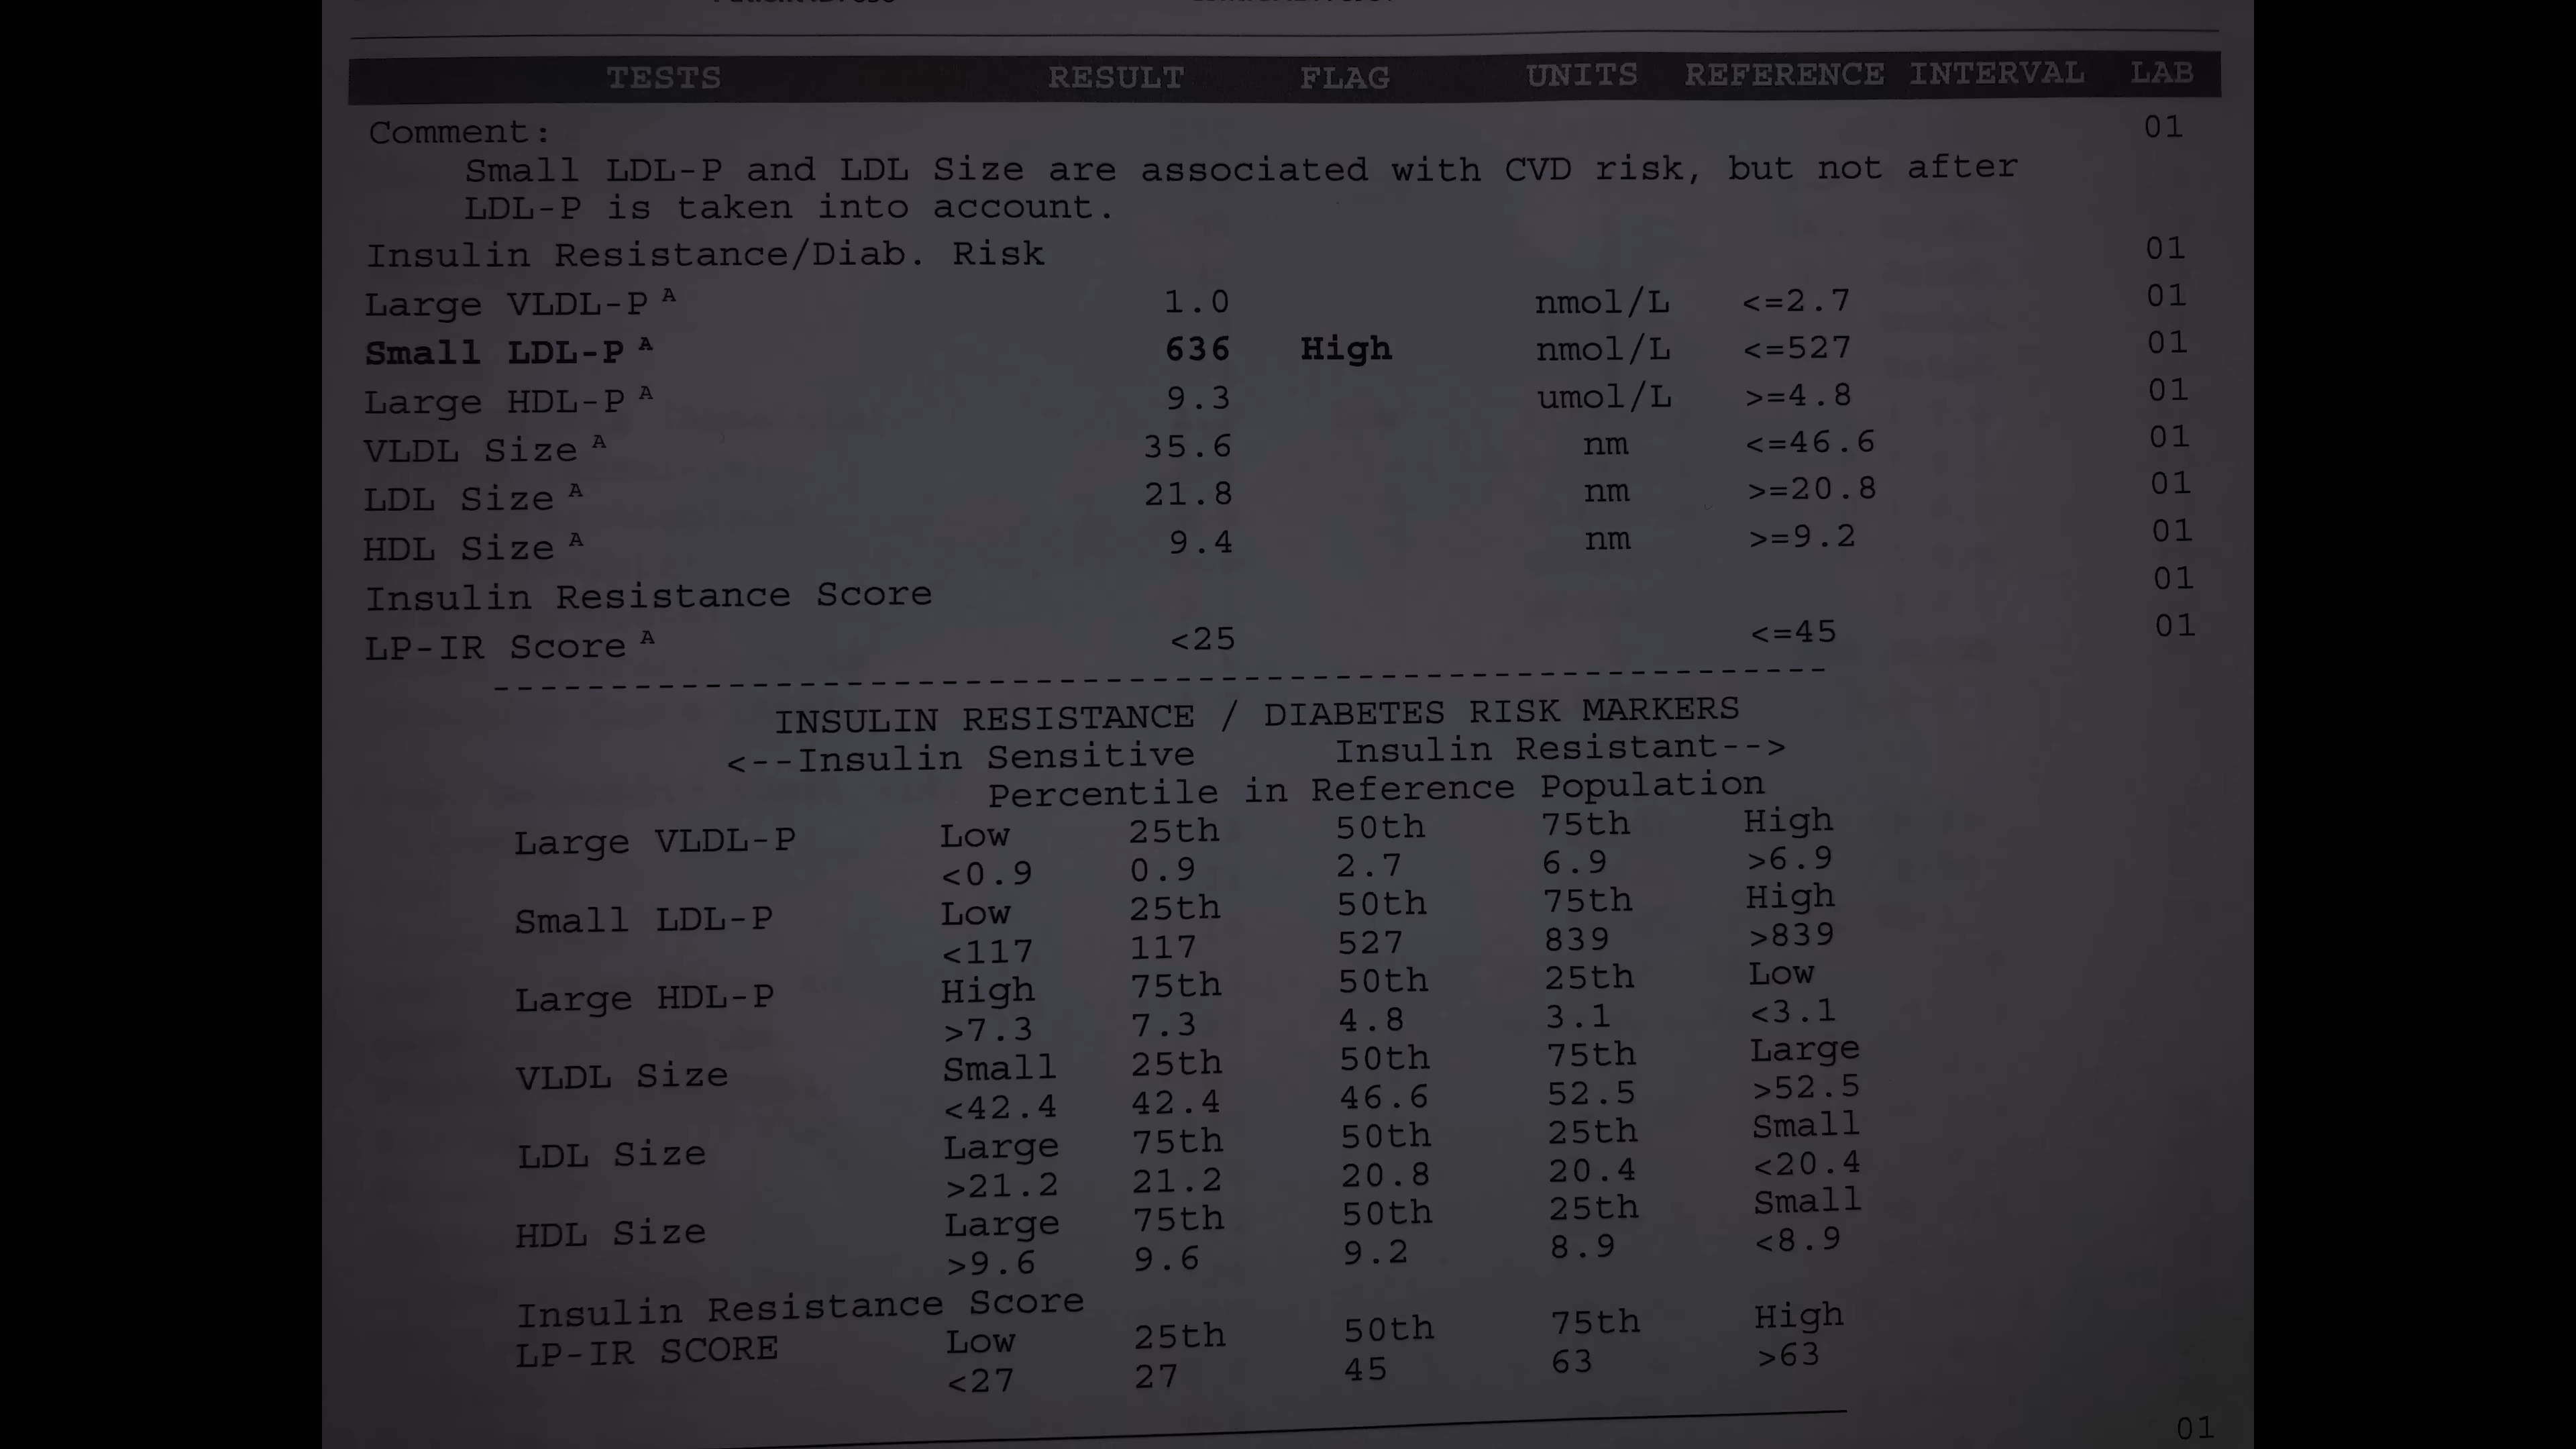 TESTS RESULT FLAG UNITS REFERENCE INTERVAL LAB
Comment: 01
Small LDL-P and LDL Size are associated with CVD risk, but not after
LDL-P is taken into account.
Insulin Resistance/Diab. Risk 01
Large VLDL-P A 1.0 nmol/L <=2.7 01
Small LDL-P A 636 High nmol/L <=527 01
Large HDL-P A 9.3 umol/L >=4.8 01
VLDL Size A 35.6 nm <=46.6 01
LDL Size A 21.8 nm >=20.8 01
HDL Size A 9.4 nm >=9.2 01
Insulin Resistance Score 01
LP-IR Score A <25 <=45 01
INSULIN RESISTANCE / DIABETES RISK MARKERS
<--Insulin Sensitive Insulin Resistant-->
Percentile in Reference Population
Large VLDL-P Low 25th 50th 75th High
<0.9 0.9 2.7 6.9 >6.9
Small LDL-P Low 25th 50th 75th High
<117 117 527 839 >839
Large HDL-P High 75th 50th 25th Low
>7.3 7.3 4.8 3.1 <3.1
VLDL Size Small 25th 50th 75th Large
<42.4 42.4 46.6 52.5 >52.5
LDL Size Large 75th 50th 25th Small
>21.2 21.2 20.8 20.4 <20.4
HDL Size Large 75th 50th 25th Small
>9.6 9.6 9.2 8.9 <8.9
Insulin Resistance Score
LP-IR SCORE Low 25th 50th 75th High
<27 27 45 63 >63
01